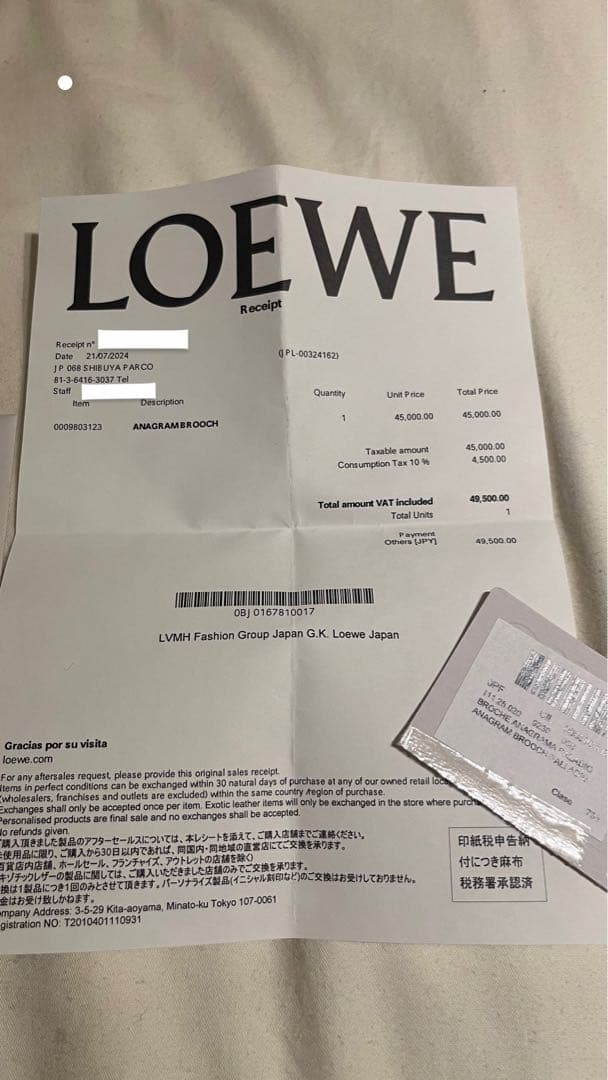 LOEWE
Receipt
Receipt n°
Date 21/07/2024
(JPL-00324162)
JP 068 SHIBUYA PARCO
81-3-6416-3037 Tel
Staff
Item Description Quantity Unit Price Total Price
0009803123 ANAGRAM BROOCH 1 45,000.00 45,000.00
Taxable amount 45,000.00
Consumption Tax 10 % 4,500.00
Total amount VAT included 49,500.00
Total Units 1
Payment
Others [JPY] 49,500.00
0BJ0167810017
LVMH Fashion Group Japan G.K. Loewe Japan
Gracias por su visita
loewe.com
For any aftersales request, please provide this original sales receipt.
Items in perfect conditions can be exchanged within 30 natural days of purchase at any of our owned retail
(wholesalers, franchises and outlets are excluded) within the same country /region of purchase.
Exchanges shall only be accepted once per item. Exotic leather items will only be exchanged in the store where
Personalised products are final sale and no exchanges shall be accepted.
No refunds given.
購入頂きました製品のアフターセールスについては、本レシートを添えて、ご購入店舗までご連絡ください。
使用品に限り、ご購入から30日以内であれば、同国内・同地域の直営店にてご交換を承ります。
百貨店内店舗、ホールセール、フランチャイズ、アウトレットの店舗を除く)
キゾチックレザーの製品に関しては、ご購入いただきました店舗のみでご交換を承ります。
換は1製品につき1回のみとさせて頂きます。パーソナライズ製品(イニシャル刻印など)のご交換はお受けしておりません。
金はお受け致しかねます。
mpany Address: 3-5-29 Kita-aoyama, Minato-ku Tokyo 107-0061
gistration NO: T2010401110931
印紙税申告納
付につき麻布
税務署承認済
JPF
BROCHE ANAGRAMA
ANAGRAM BROOCH
Clase